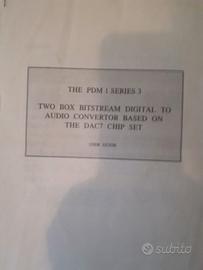 THE PDM 1 SERIES 3
TWO BOX BITSTREAM DIGITAL TO
AUDIO CONVERTOR BASED ON
THE DAC7 CHIP SET
USER GUIDE
subito